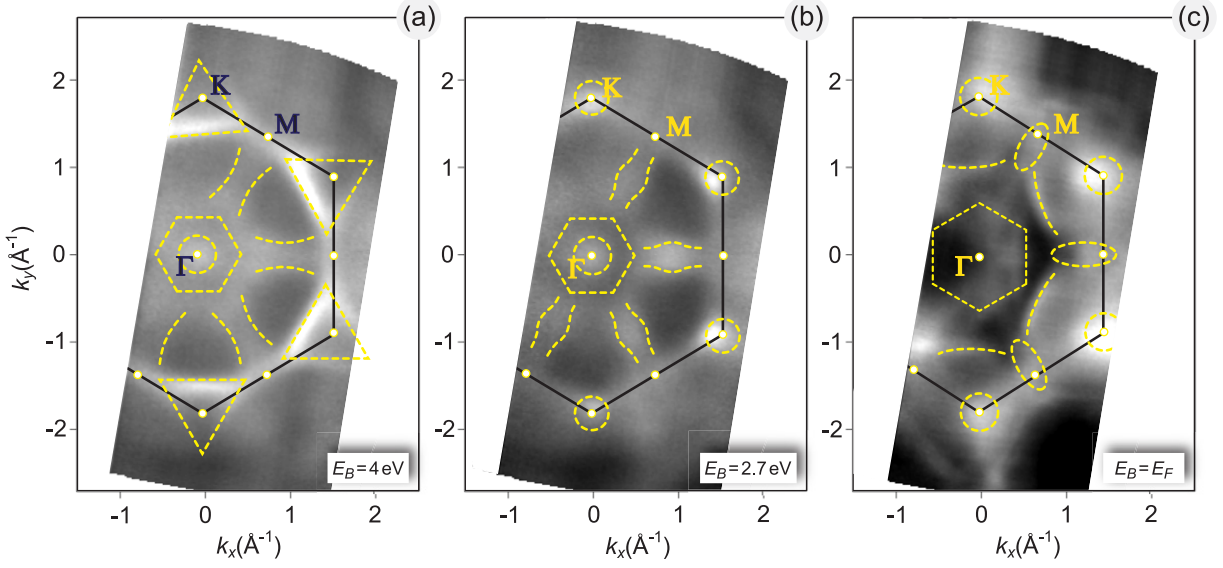 (a) (b) (c)
K K K
M M M
Γ Γ Γ
2 2 2
1 1 1
0 0 0
-1 -1 -1
-2 -2 -2
k_y(Å⁻¹)
E_B = 4 eV E_B = 2.7 eV E_B = E_F
-1 0 1 2 -1 0 1 2 -1 0 1 2
k_x(Å⁻¹) k_x(Å⁻¹) k_x(Å⁻¹)